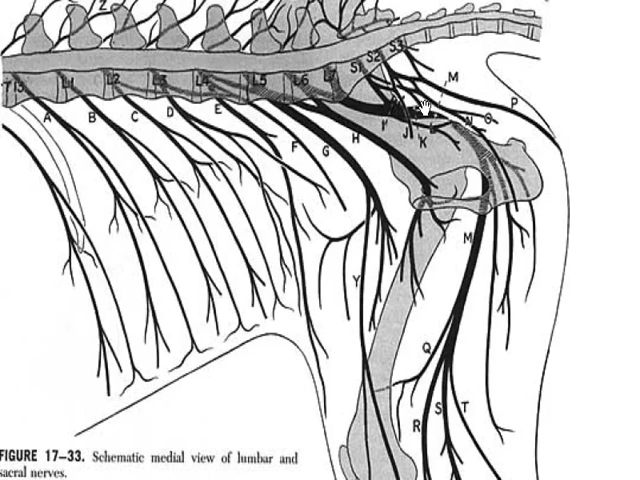 Z
S3
S2
S1
T13 L1 L2 L3 L4 L5 L6 L7
M
P
A B C D E
F G H I J K L N O
M
Y
Q
R S T
FIGURE 17–33. Schematic medial view of lumbar and
sacral nerves.